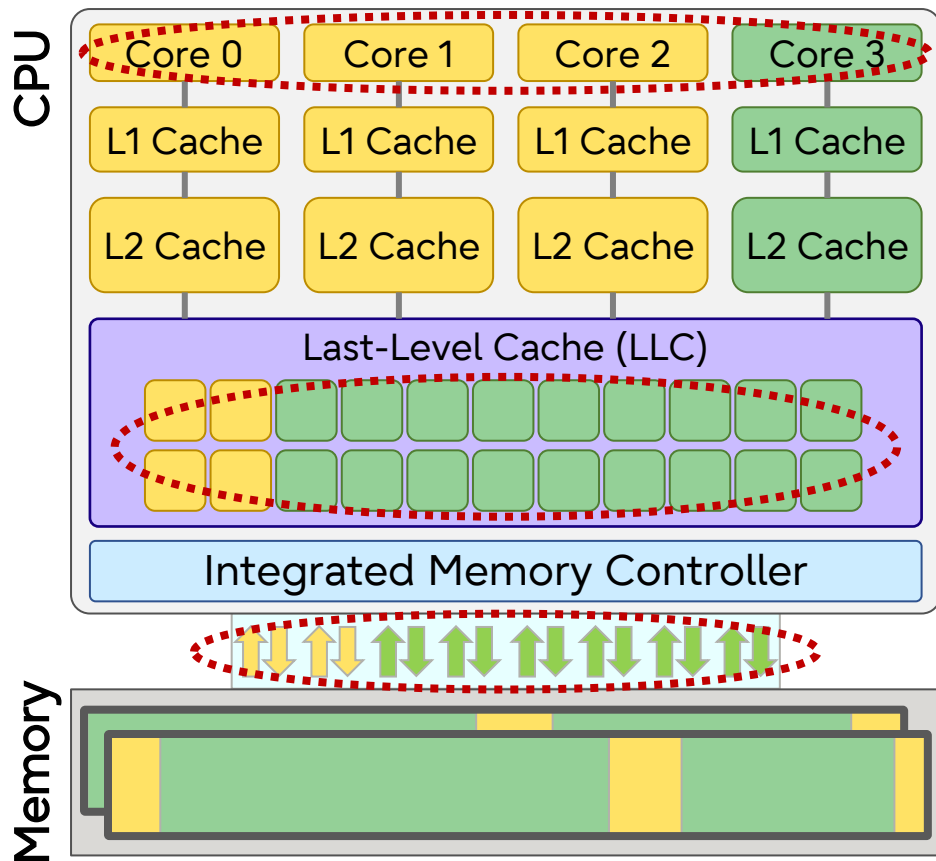 CPU
Core 0
Core 1
Core 2
Core 3
L1 Cache
L1 Cache
L1 Cache
L1 Cache
L2 Cache
L2 Cache
L2 Cache
L2 Cache
Last-Level Cache (LLC)
Integrated Memory Controller
Memory